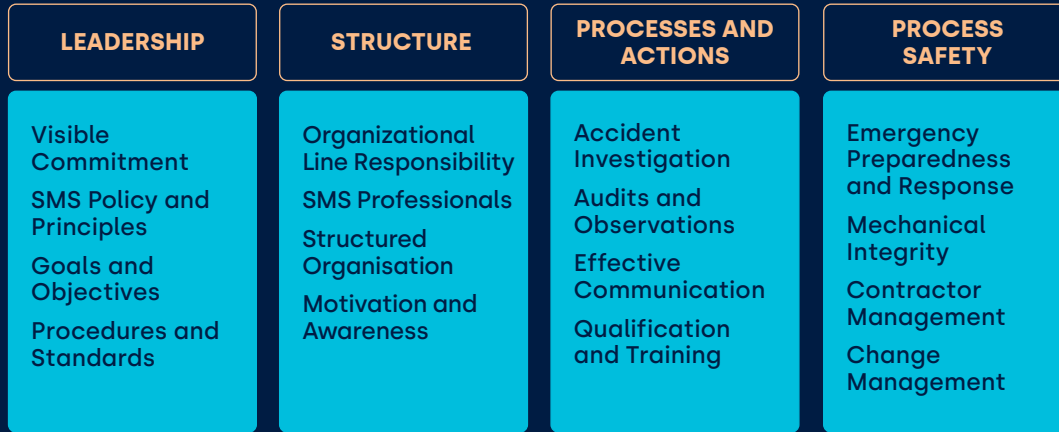 LEADERSHIP
Visible
Commitment
SMS Policy and
Principles
Goals and
Objectives
Procedures and
Standards
STRUCTURE
Organizational
Line Responsibility
SMS Professionals
Structured
Organisation
Motivation and
Awareness
PROCESSES AND
ACTIONS
Accident
Investigation
Audits and
Observations
Effective
Communication
Qualification
and Training
PROCESS
SAFETY
Emergency
Preparedness
and Response
Mechanical
Integrity
Contractor
Management
Change
Management